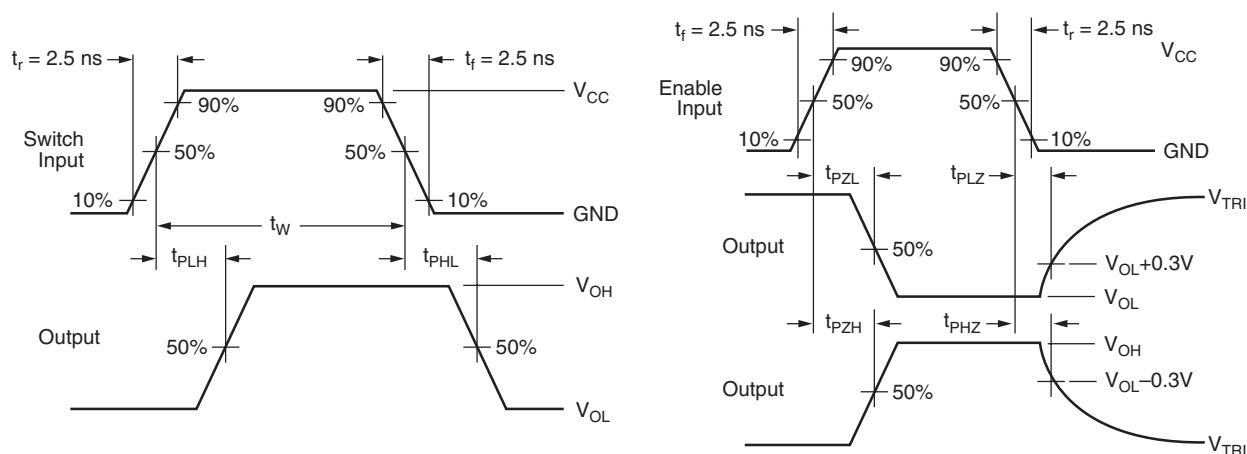 tr = 2.5 ns
tf = 2.5 ns
VCC
90%
90%
Switch
Input
50%
50%
10%
10%
GND
tW
tPLH
tPHL
VOH
Output
50%
50%
VOL
tf = 2.5 ns
tr = 2.5 ns
VCC
90%
90%
Enable
Input
50%
50%
10%
10%
GND
tPZL
tPLZ
VTRI
Output
50%
VOL+0.3V
VOL
tPZH
tPHZ
VOH
VOL–0.3V
Output
50%
VTRI